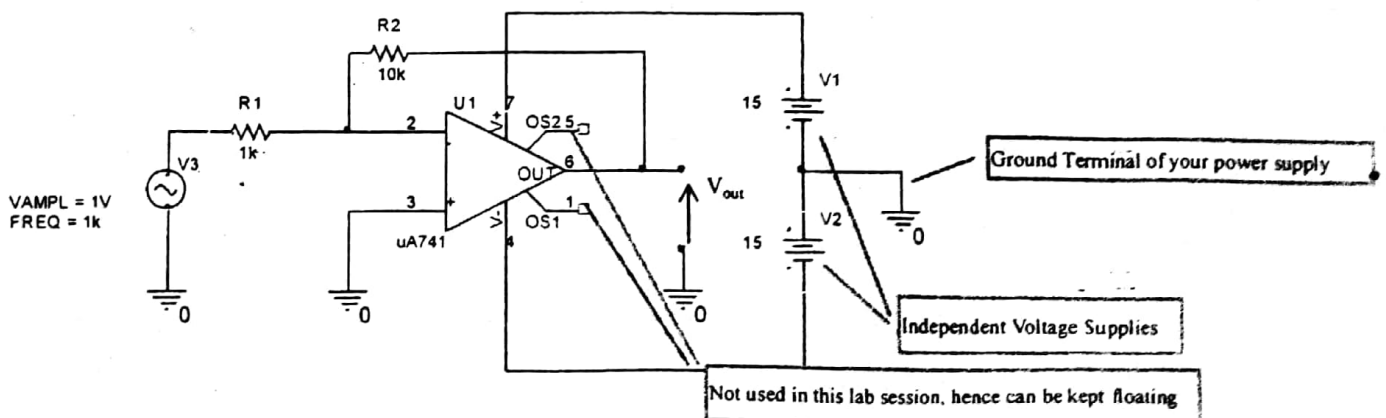 R2
10k
R1
1k
V3
VAMPL = 1V
FREQ = 1k
0
U1
2
3
-
+
uA741
V+
7
V-
4
OS2 5
OUT
6
1
OS1
0
Vout
0
V1
15
V2
15
0
Ground Terminal of your power supply
Independent Voltage Supplies
Not used in this lab session, hence can be kept floating